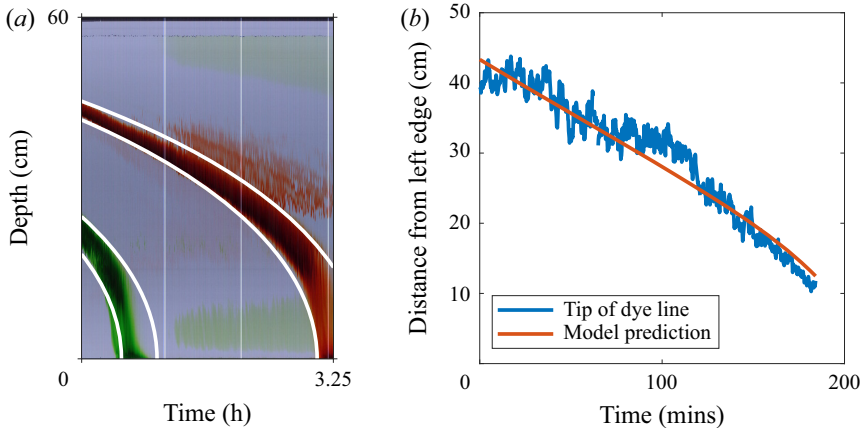 (a)
60
Depth (cm)
0
3.25
Time (h)
(b)
50
40
30
20
10
0
100
200
Distance from left edge (cm)
Tip of dye line
Model prediction
Time (mins)